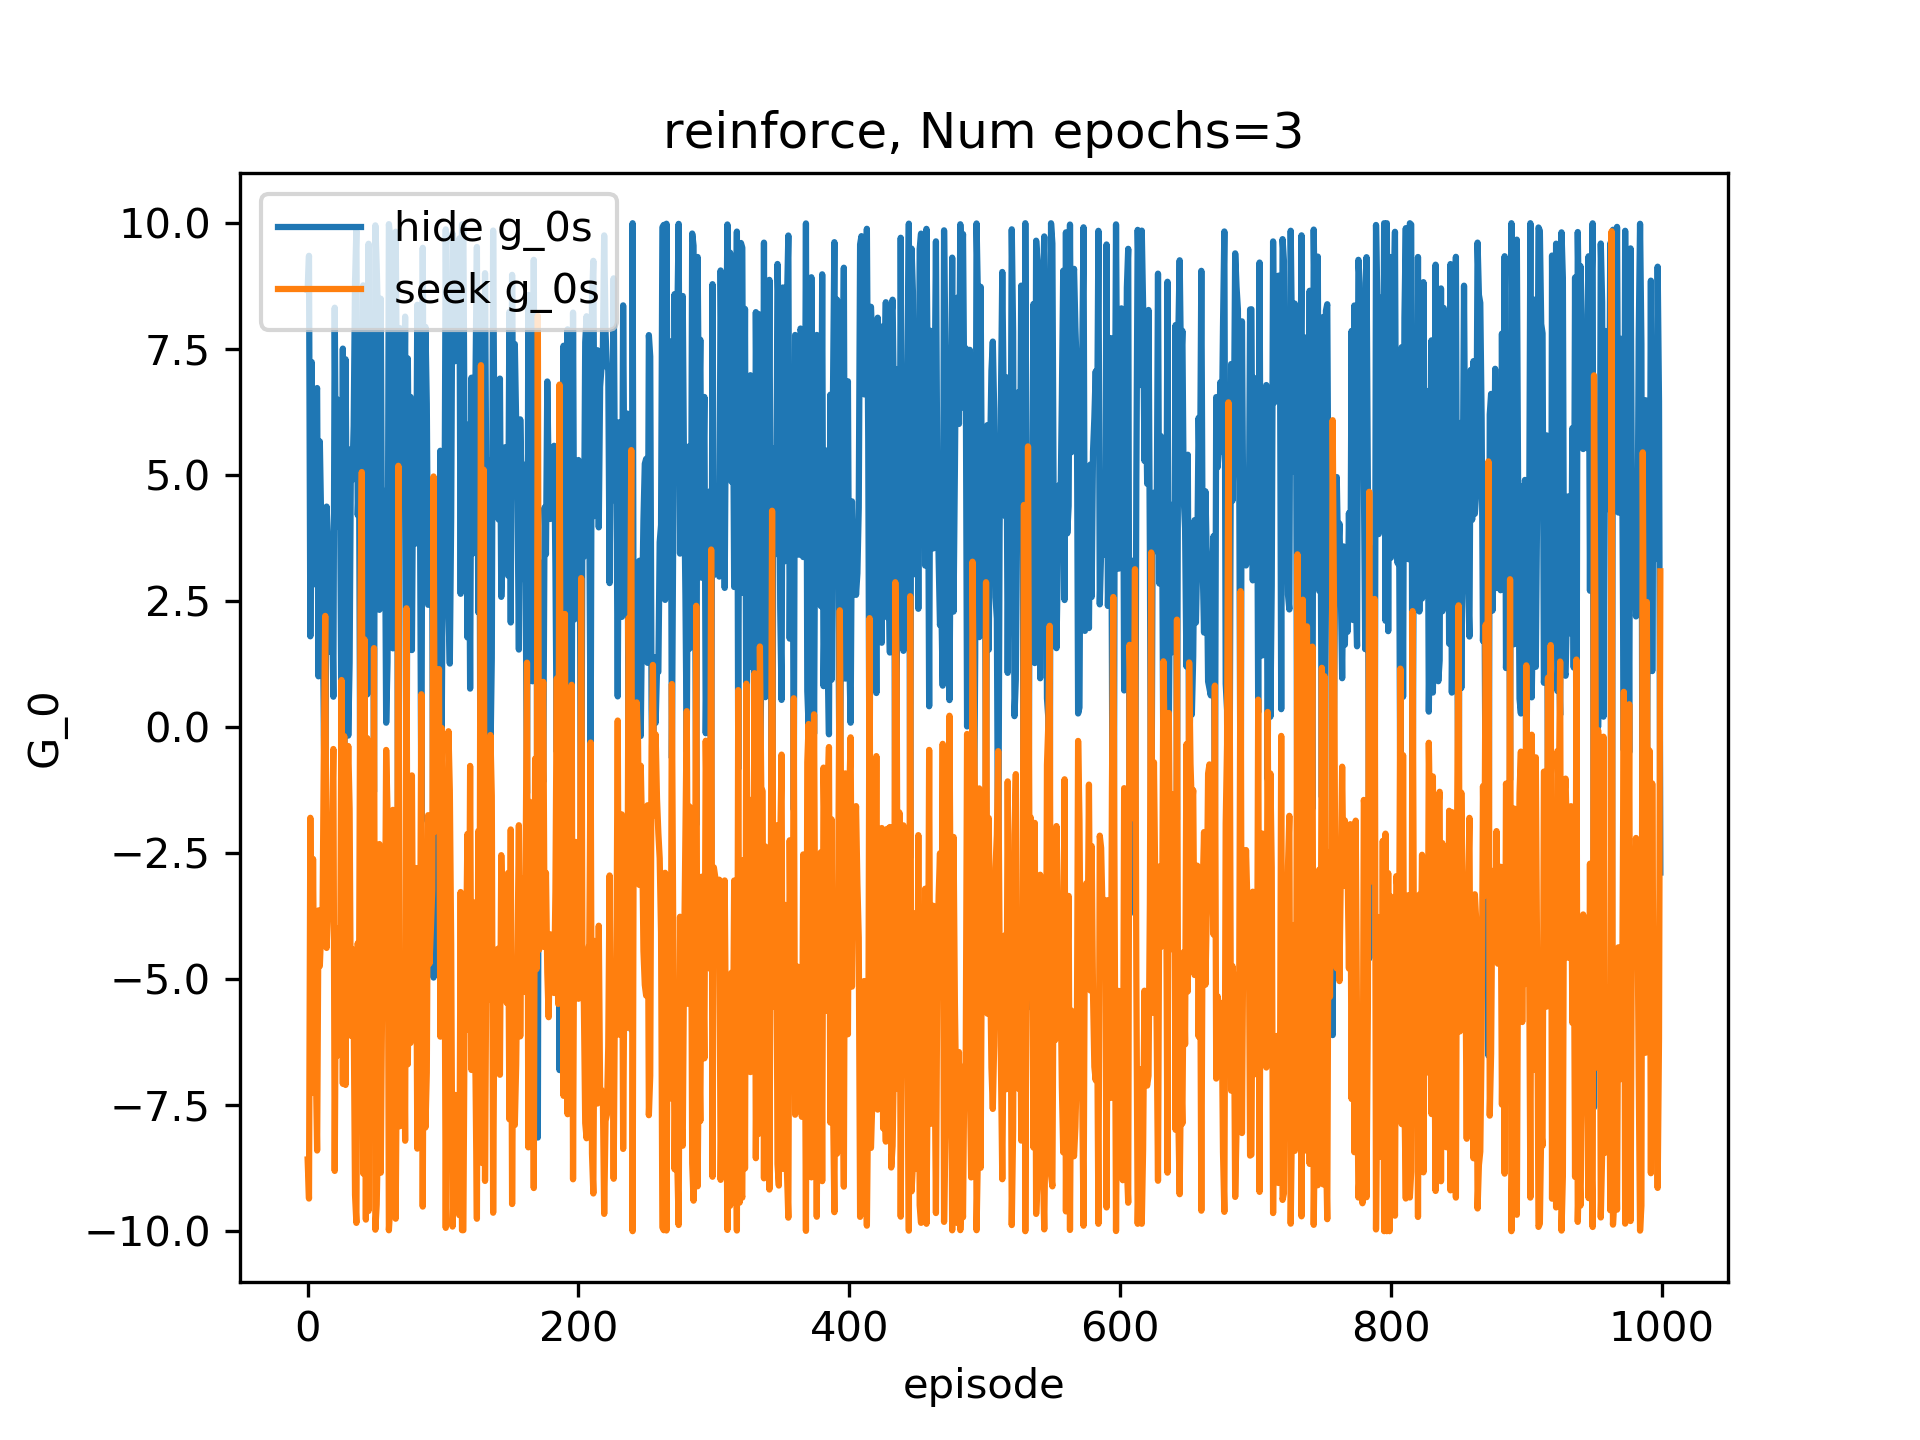 reinforce, Num epochs=3
hide g_0s
seek g_0s
10.0
7.5
5.0
2.5
0.0
−2.5
−5.0
−7.5
−10.0
G_0
0 200 400 600 800 1000
episode